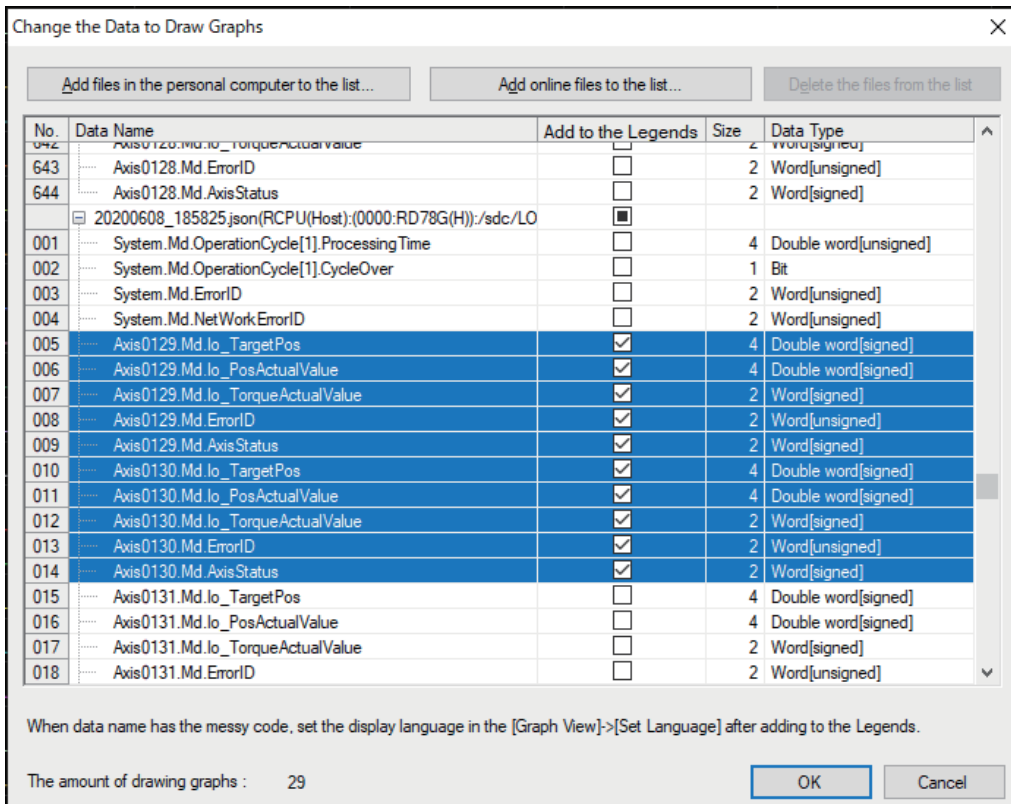 Change the Data to Draw Graphs
Add files in the personal computer to the list... Add online files to the list... Delete the files from the list
No. Data Name Add to the Legends Size Data Type
642 Axis0128.Md.Io_TorqueActualValue 2 Word[signed]
643 Axis0128.Md.ErrorID 2 Word[unsigned]
644 Axis0128.Md.AxisStatus 2 Word[signed]
20200608_185825.json(RCPU(Host):(0000:RD78G(H)):/sdc/LO
001 System.Md.OperationCycle[1].ProcessingTime 4 Double word[unsigned]
002 System.Md.OperationCycle[1].CycleOver 1 Bit
003 System.Md.ErrorID 2 Word[unsigned]
004 System.Md.NetWorkErrorID 2 Word[unsigned]
005 Axis0129.Md.Io_TargetPos 4 Double word[signed]
006 Axis0129.Md.Io_PosActualValue 4 Double word[signed]
007 Axis0129.Md.Io_TorqueActualValue 2 Word[signed]
008 Axis0129.Md.ErrorID 2 Word[unsigned]
009 Axis0129.Md.AxisStatus 2 Word[signed]
010 Axis0130.Md.Io_TargetPos 4 Double word[signed]
011 Axis0130.Md.Io_PosActualValue 4 Double word[signed]
012 Axis0130.Md.Io_TorqueActualValue 2 Word[signed]
013 Axis0130.Md.ErrorID 2 Word[unsigned]
014 Axis0130.Md.AxisStatus 2 Word[signed]
015 Axis0131.Md.Io_TargetPos 4 Double word[signed]
016 Axis0131.Md.Io_PosActualValue 4 Double word[signed]
017 Axis0131.Md.Io_TorqueActualValue 2 Word[signed]
018 Axis0131.Md.ErrorID 2 Word[unsigned]
When data name has the messy code, set the display language in the [Graph View]->[Set Language] after adding to the Legends.
The amount of drawing graphs : 29 OK Cancel